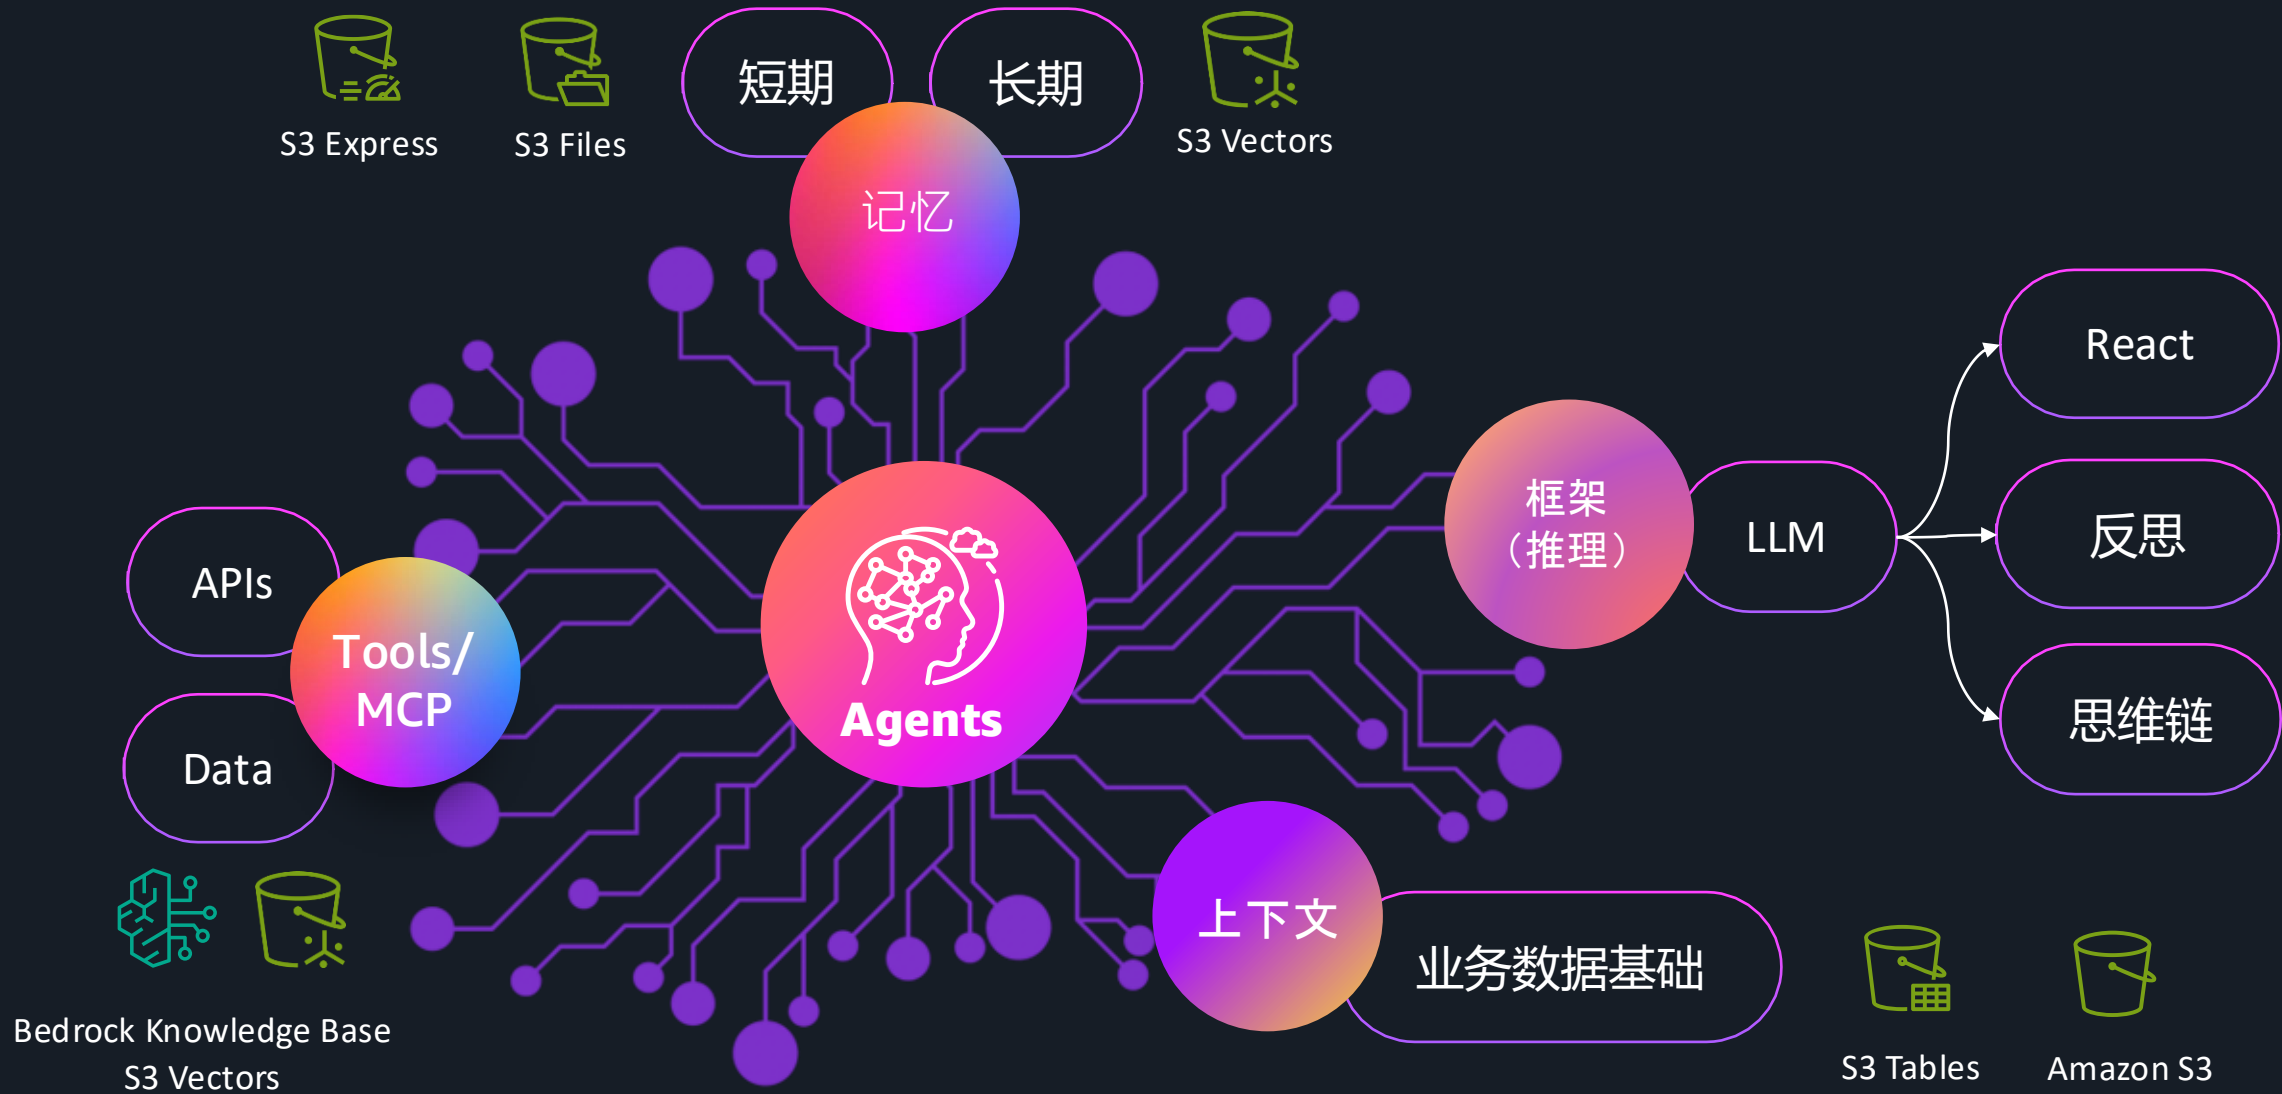 S3 Express
S3 Files
短期
长期
S3 Vectors
记忆
React
框架
（推理）
LLM
反思
思维链
APIs
Tools/
MCP
Data
Agents
上下文
业务数据基础
Bedrock Knowledge Base
S3 Vectors
S3 Tables
Amazon S3